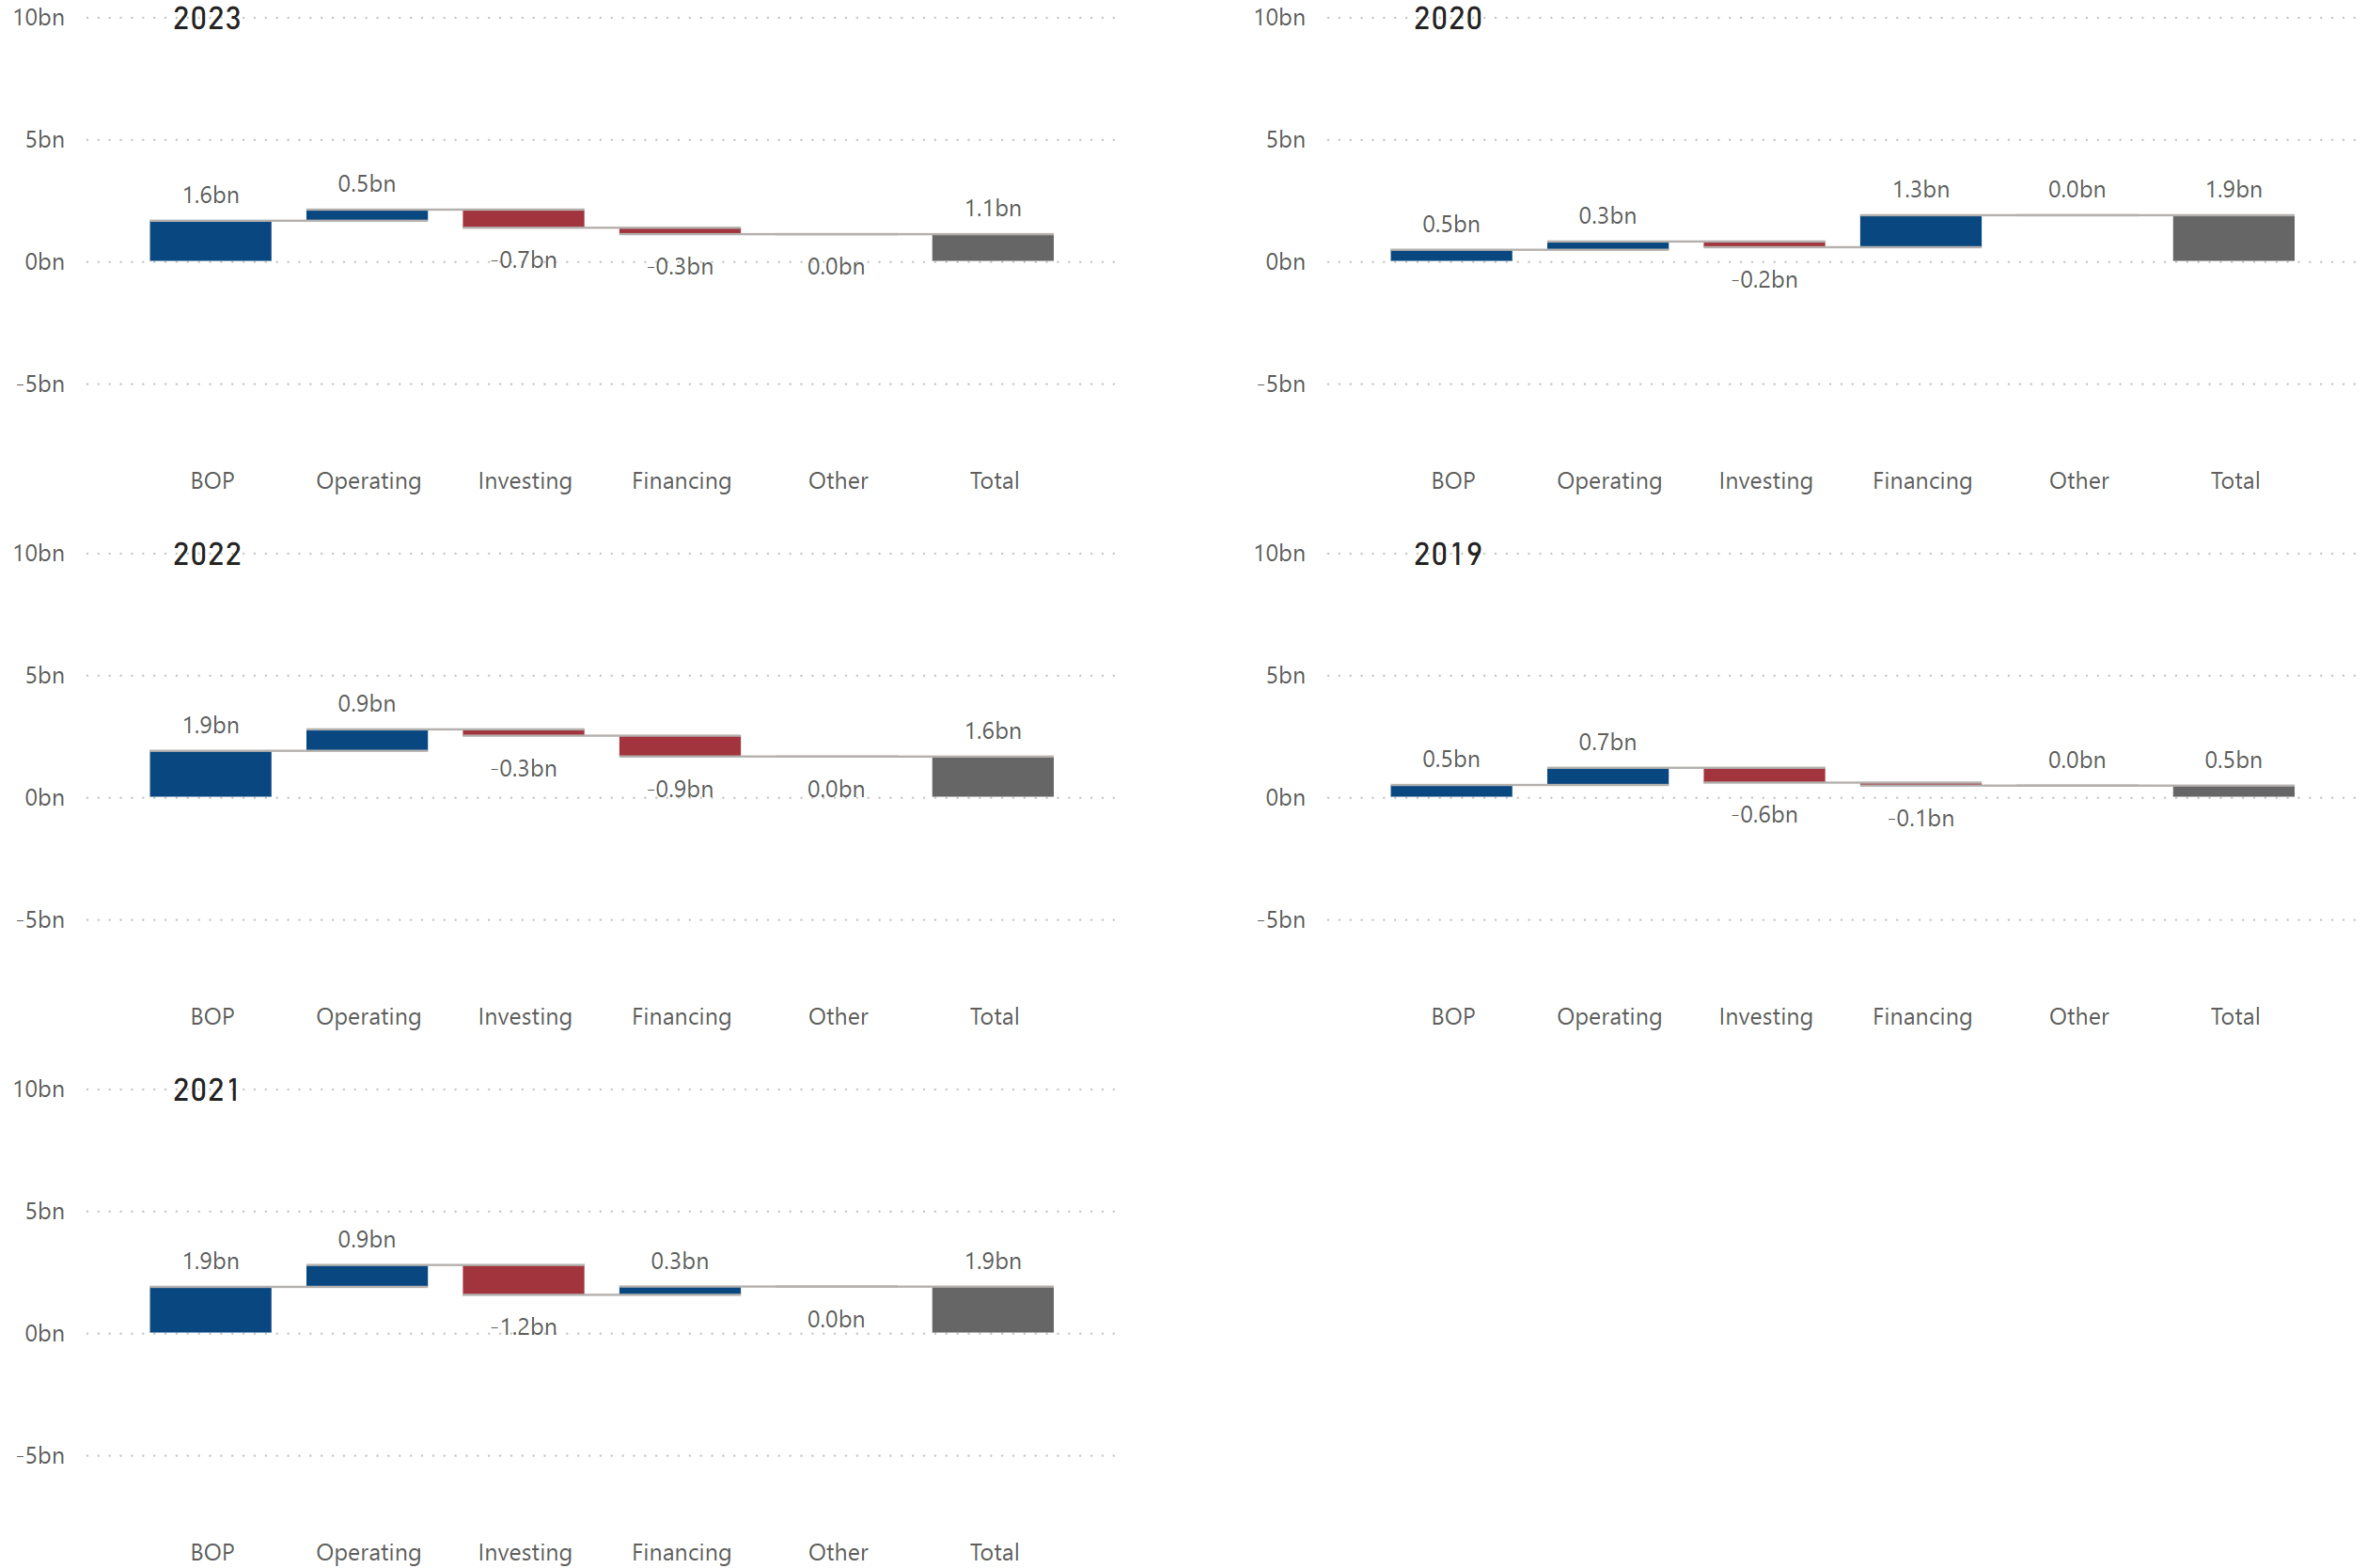 2023
10bn
5bn
0bn
-5bn
1.6bn
0.5bn
-0.7bn
-0.3bn
0.0bn
1.1bn
BOP Operating Investing Financing Other Total
2022
10bn
5bn
0bn
-5bn
1.9bn
0.9bn
-0.3bn
-0.9bn
0.0bn
1.6bn
BOP Operating Investing Financing Other Total
2021
10bn
5bn
0bn
-5bn
1.9bn
0.9bn
-1.2bn
0.3bn
0.0bn
1.9bn
BOP Operating Investing Financing Other Total
2020
10bn
5bn
0bn
-5bn
0.5bn
0.3bn
-0.2bn
1.3bn
0.0bn
1.9bn
BOP Operating Investing Financing Other Total
2019
10bn
5bn
0bn
-5bn
0.5bn
0.7bn
-0.6bn
-0.1bn
0.0bn
0.5bn
BOP Operating Investing Financing Other Total